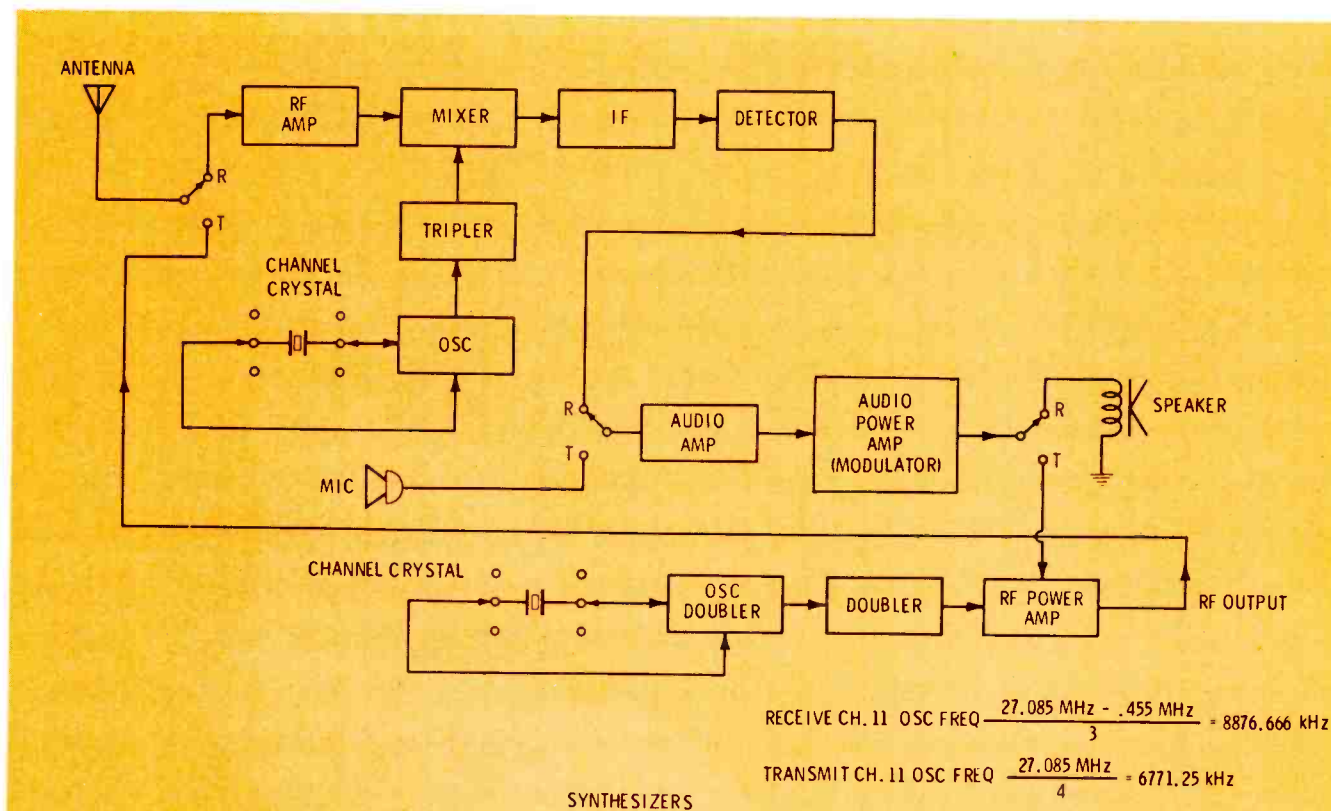 ANTENNA
RF
AMP
MIXER
IF
DETECTOR
R
T
TRIPLER
CHANNEL
CRYSTAL
OSC
R
T
AUDIO
AMP
AUDIO
POWER
AMP
(MODULATOR)
R
T
SPEAKER
MIC
CHANNEL CRYSTAL
OSC
DOUBLER
DOUBLER
RF POWER
AMP
RF OUTPUT
RECEIVE CH. 11 OSC FREQ 27.085 MHz - .455 MHz / 3 = 8876.666 kHz
TRANSMIT CH. 11 OSC FREQ 27.085 MHz / 4 = 6771.25 kHz
SYNTHESIZERS